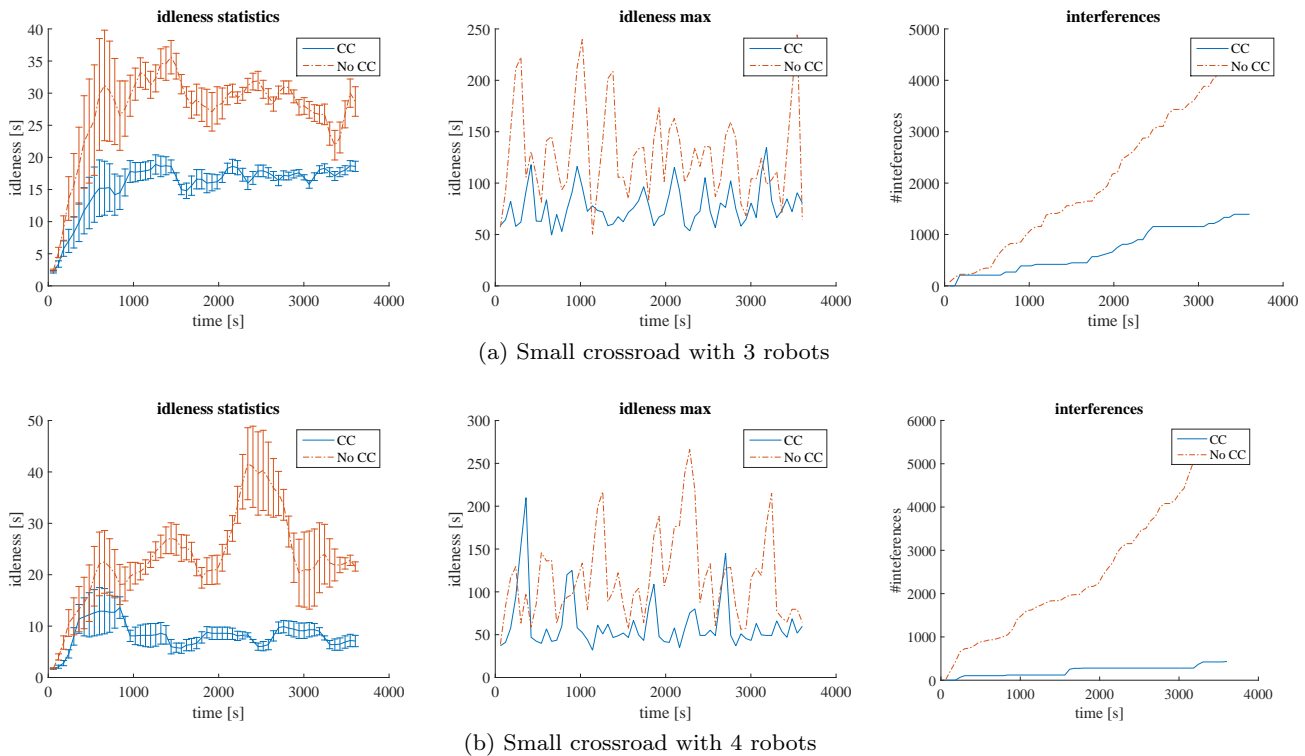 idleness statistics
idleness max
interferences
40
35
30
25
20
15
10
5
0
idleness [s]
CC
No CC
0 1000 2000 3000 4000
time [s]
250
200
150
100
50
0
idleness [s]
CC
No CC
0 1000 2000 3000 4000
time [s]
5000
4000
3000
2000
1000
0
#interferences
CC
No CC
0 1000 2000 3000 4000
time [s]
(a) Small crossroad with 3 robots
idleness statistics
idleness max
interferences
50
40
30
20
10
0
idleness [s]
CC
No CC
0 1000 2000 3000 4000
time [s]
300
250
200
150
100
50
0
idleness [s]
CC
No CC
0 1000 2000 3000 4000
time [s]
6000
5000
4000
3000
2000
1000
0
#interferences
CC
No CC
0 1000 2000 3000 4000
time [s]
(b) Small crossroad with 4 robots